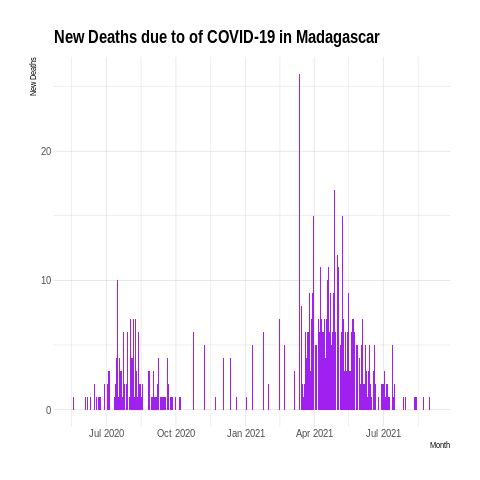 New Deaths due to of COVID-19 in Madagascar
New Deaths
20
10
0
Jul 2020 Oct 2020 Jan 2021 Apr 2021 Jul 2021
Month